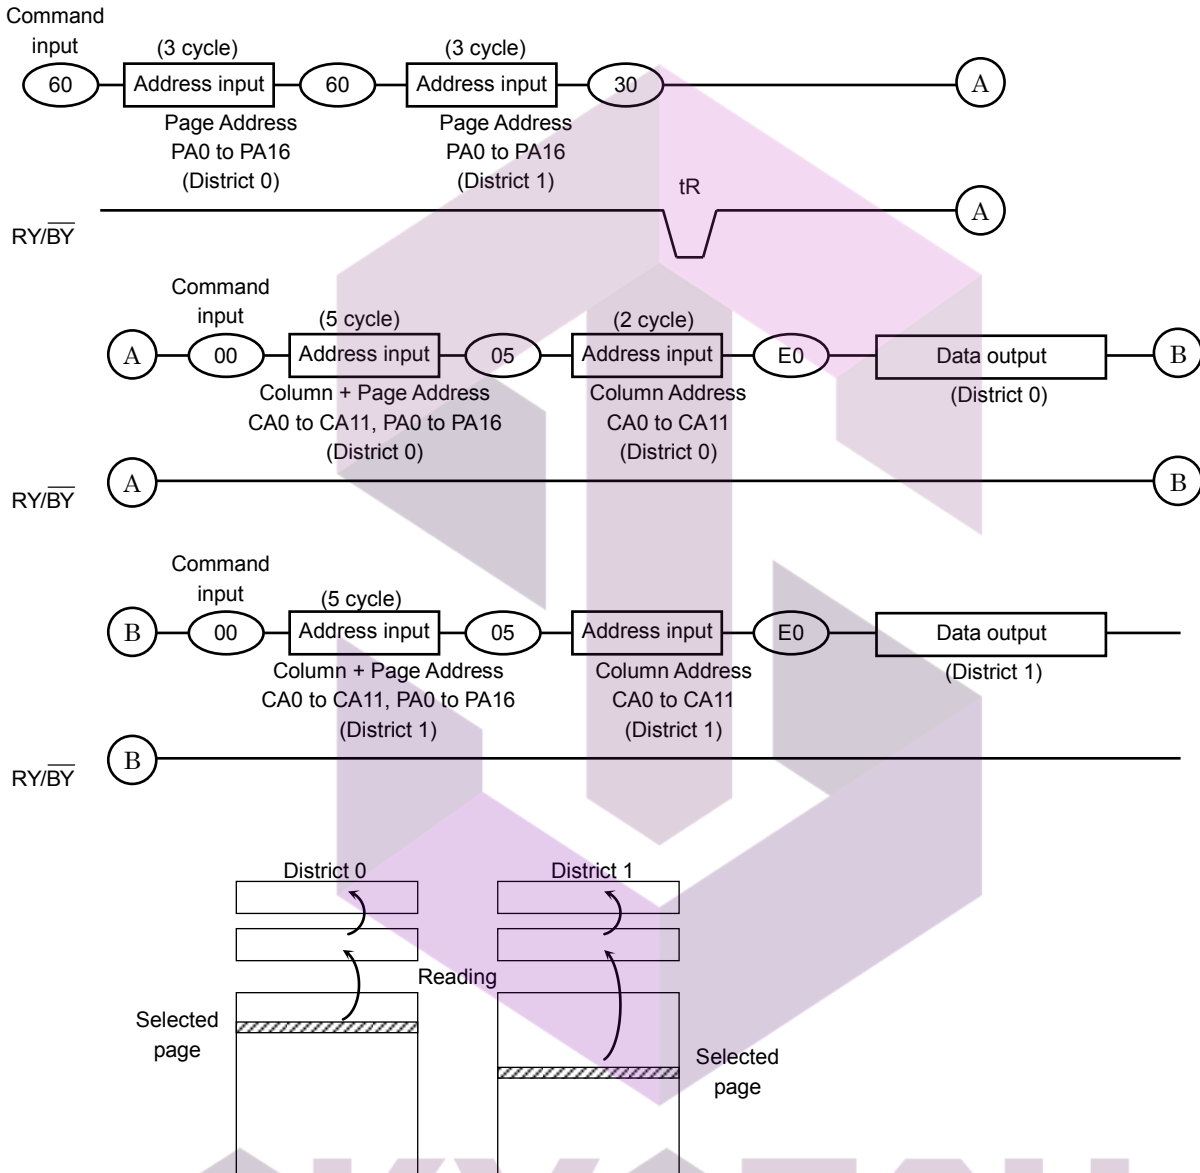 Command
input
(3 cycle)
(3 cycle)
60
Address input
60
Address input
30
A
Page Address
PA0 to PA16
(District 0)
Page Address
PA0 to PA16
(District 1)
tR
A
RY/BY
Command
input
(5 cycle)
(2 cycle)
A
00
Address input
05
Address input
E0
Data output
B
Column + Page Address
CA0 to CA11, PA0 to PA16
(District 0)
Column Address
CA0 to CA11
(District 0)
(District 0)
RY/BY
A
B
Command
input
(5 cycle)
B
00
Address input
05
Address input
E0
Data output
Column + Page Address
CA0 to CA11, PA0 to PA16
(District 1)
Column Address
CA0 to CA11
(District 1)
(District 1)
RY/BY
B
District 0
District 1
Reading
Selected
page
Selected
page